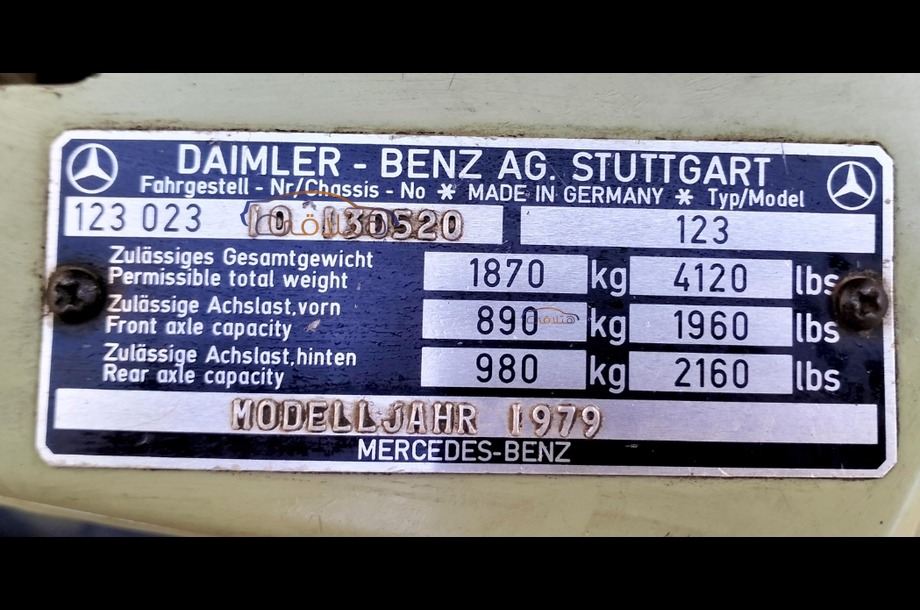 DAIMLER - BENZ AG. STUTTGART
Fahrgestell - Nr/Chassis - No * MADE IN GERMANY * Typ/Model
123 023 10 130520 123
Zulässiges Gesamtgewicht
Permissible total weight 1870 kg 4120 lbs
Zulässige Achslast,vorn
Front axle capacity 890 kg 1960 lbs
Zulässige Achslast,hinten
Rear axle capacity 980 kg 2160 lbs
MODELLJAHR 1979
MERCEDES-BENZ